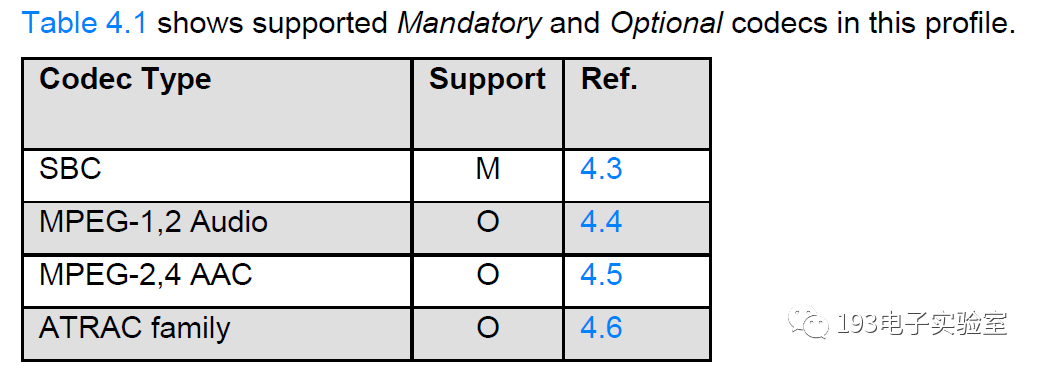 Table 4.1 shows supported Mandatory and Optional codecs in this profile.
Codec Type Support Ref.
SBC M 4.3
MPEG-1,2 Audio O 4.4
MPEG-2,4 AAC O 4.5
ATRAC family O 4.6
193电子实验室